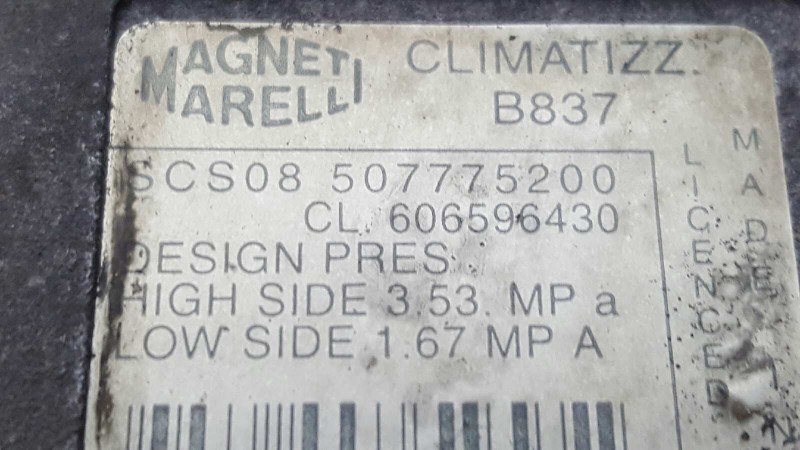 MAGNETI CLIMATIZZ.
MARELLI B837
SCS08 507775200
CL. 606596430
DESIGN PRES.
HIGH SIDE 3.53. MP a
LOW SIDE 1.67 MP A
LICENCED
MADE